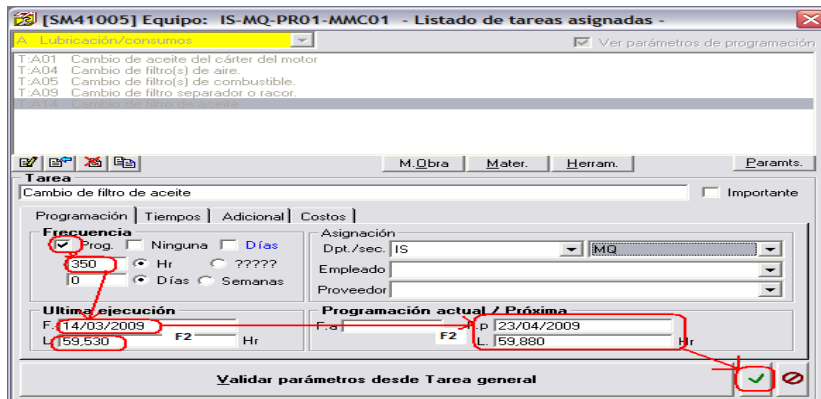 [SM41005] Equipo: IS-MQ-PR01-MMC01 - Listado de tareas asignadas -
A Lubricación/consumos Ver parámetros de programación
T:A01 Cambio de aceite del cárter del motor
T:A04 Cambio de filtro(s) de aire.
T:A05 Cambio de filtro(s) de combustible.
T:A09 Cambio de filtro separador o racor.
T:A14 Cambio de filtro de aceite
M.Obra Mater. Herram. Paramts.
Tarea
Cambio de filtro de aceite Importante
Programación Tiempos Adicional Costos
Frecuencia Asignación
Prog. Ninguna Días Dpt./sec. IS MQ
350 Hr ????? Empleado
0 Días Semanas Proveedor
Ultima ejecución Programación actual / Próxima
F. 14/03/2009 F.a F.p 23/04/2009
L. 59,530 F2 Hr F2 L. 59,880 Hr
Validar parámetros desde Tarea general